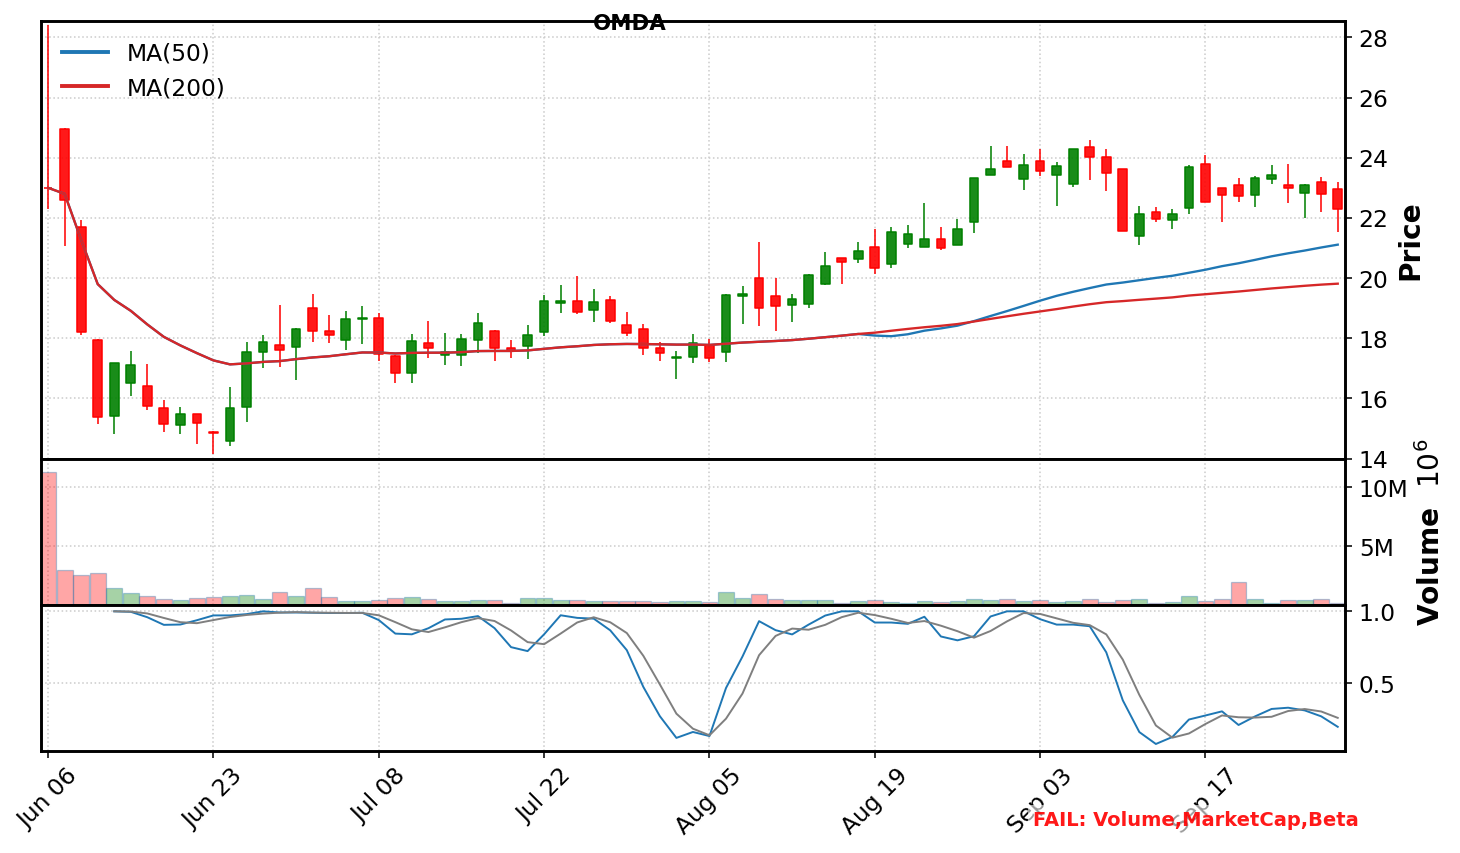 OMDA
MA(50)
MA(200)
28
26
24
22
20
18
16
14
Price
10M
5M
Volume 10^6
1.0
0.5
Jun 06
Jun 23
Jul 08
Jul 22
Aug 05
Aug 19
Sep 03
Sep 17
FAIL: Volume,MarketCap,Beta